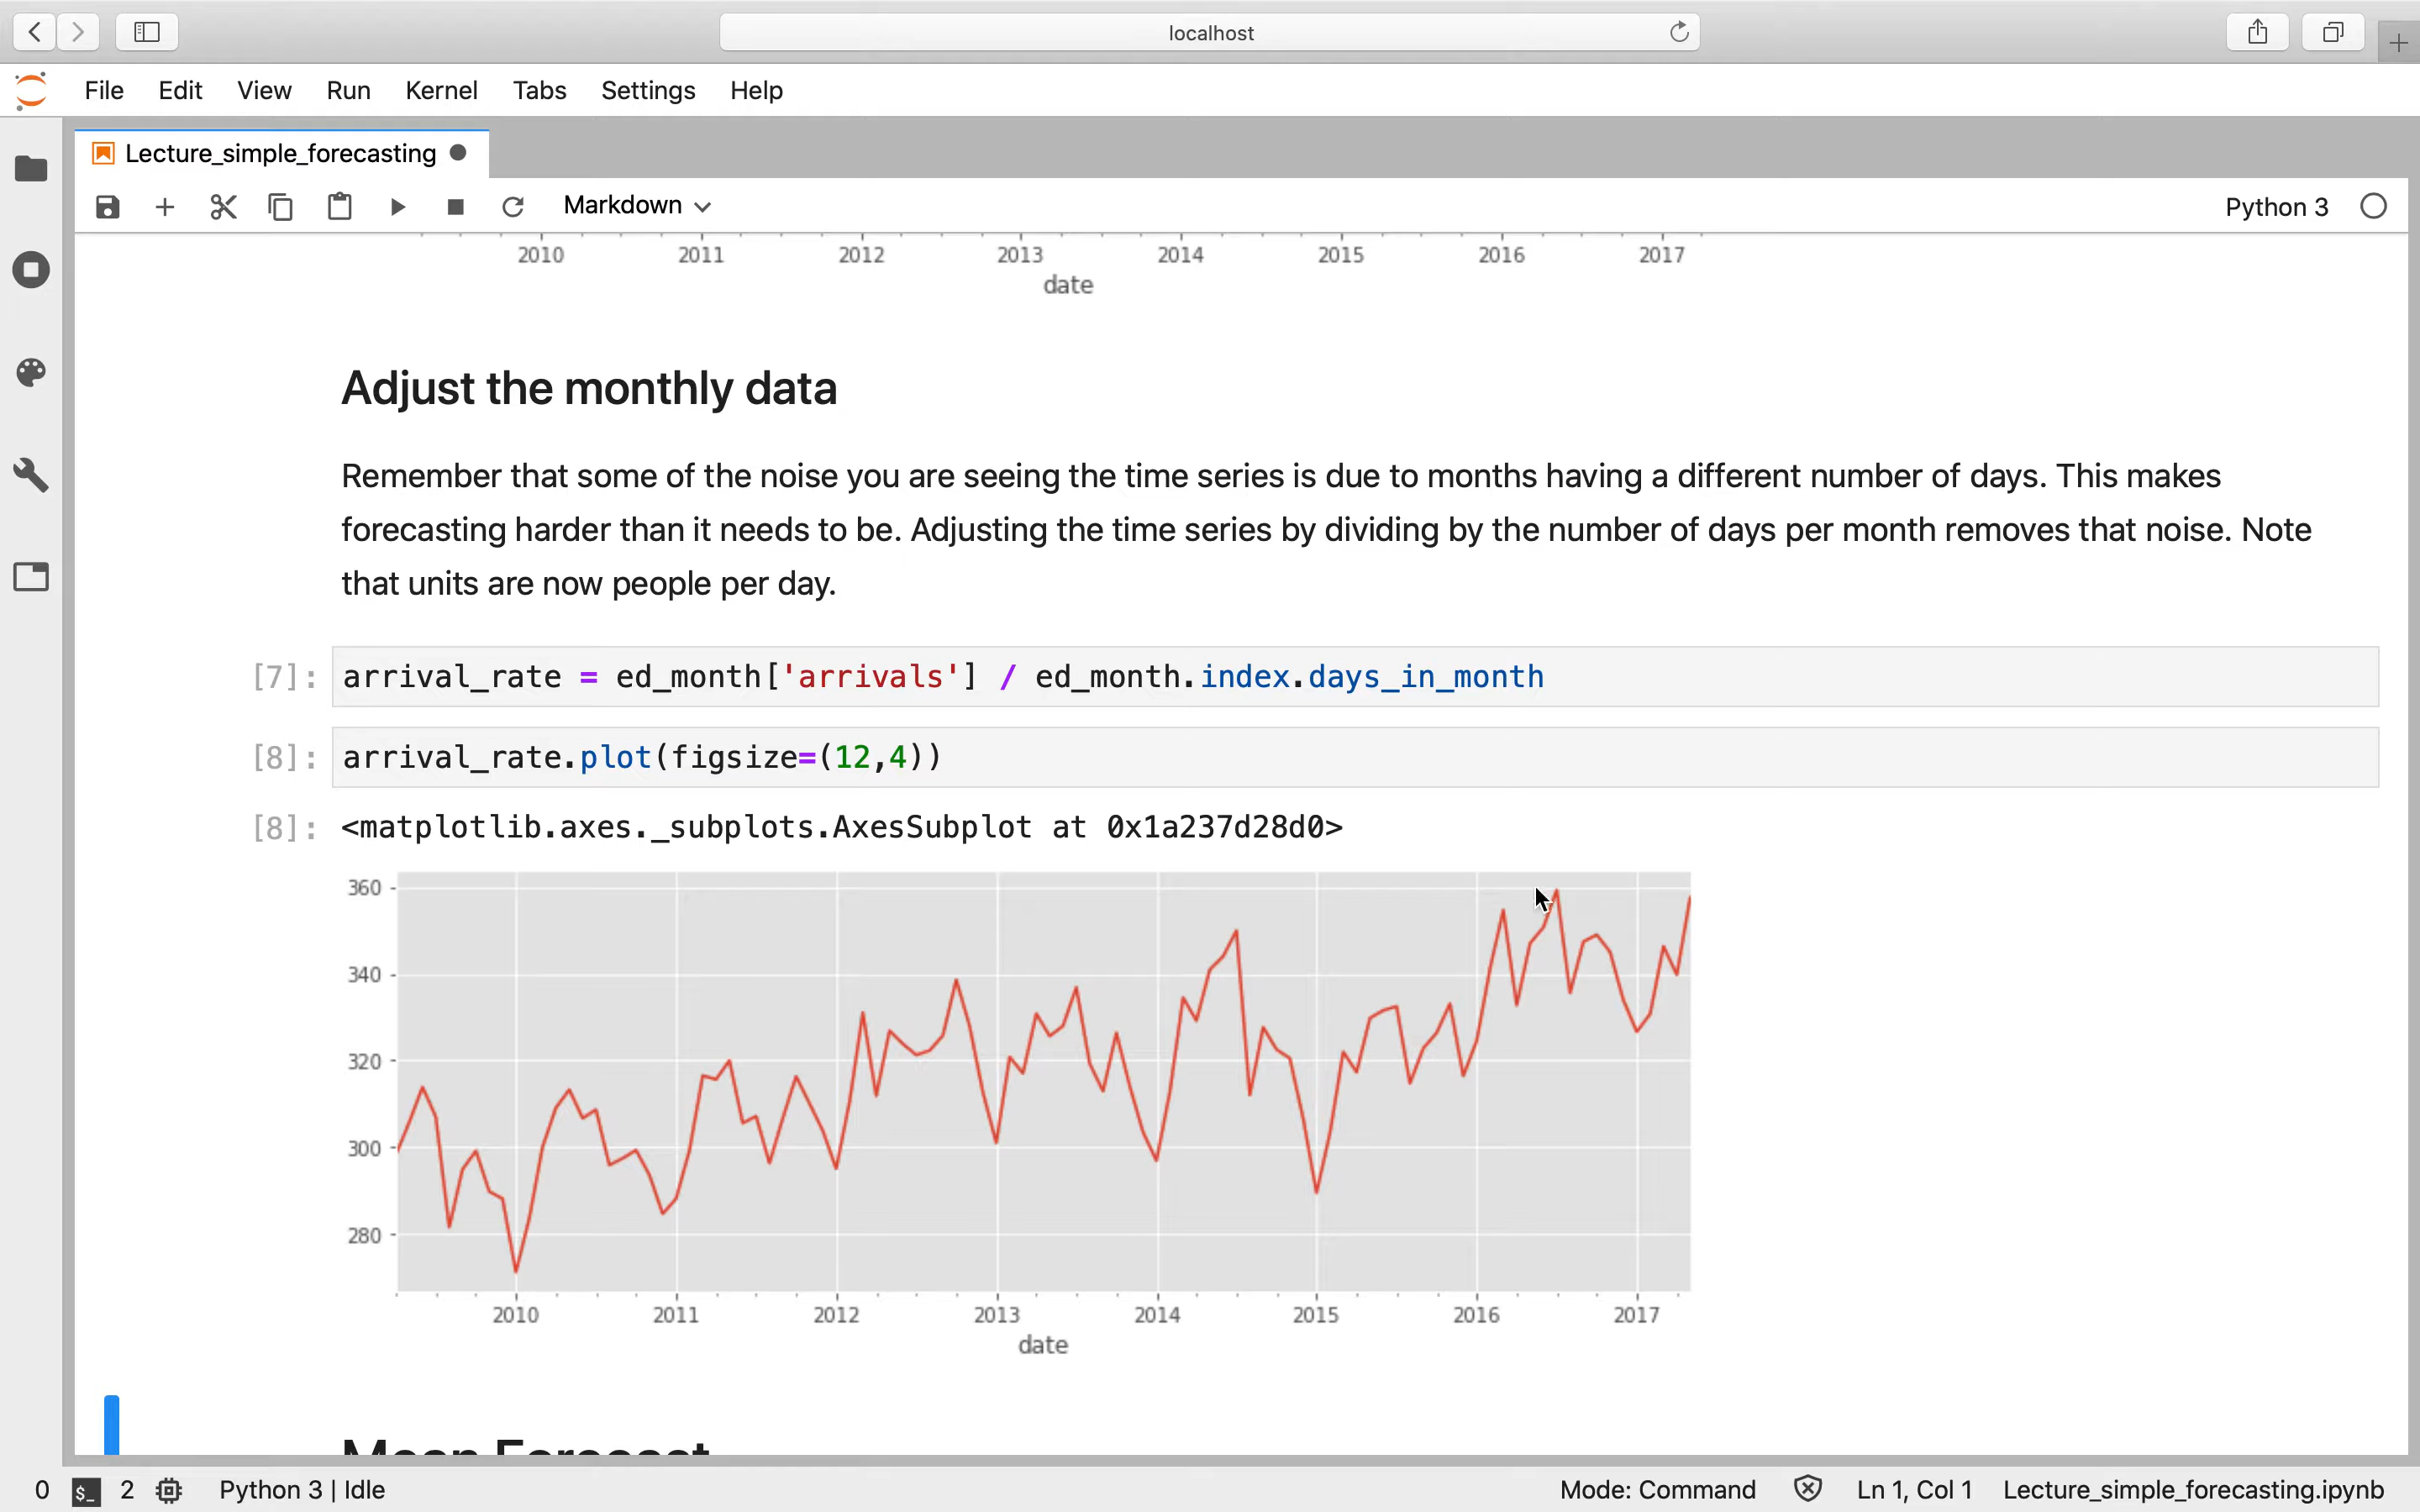 localhost
File Edit View Run Kernel Tabs Settings Help
Lecture_simple_forecasting
Markdown Python 3
2010 2011 2012 2013 2014 2015 2016 2017
date
Adjust the monthly data
Remember that some of the noise you are seeing the time series is due to months having a different number of days. This makes
forecasting harder than it needs to be. Adjusting the time series by dividing by the number of days per month removes that noise. Note
that units are now people per day.
[7]: arrival_rate = ed_month['arrivals'] / ed_month.index.days_in_month
[8]: arrival_rate.plot(figsize=(12,4))
[8]: <matplotlib.axes._subplots.AxesSubplot at 0x1a237d28d0>
360
340
320
300
280
2010 2011 2012 2013 2014 2015 2016 2017
date
Mean Forecast
0 $_ 2 Python 3 | Idle Mode: Command Ln 1, Col 1 Lecture_simple_forecasting.ipynb